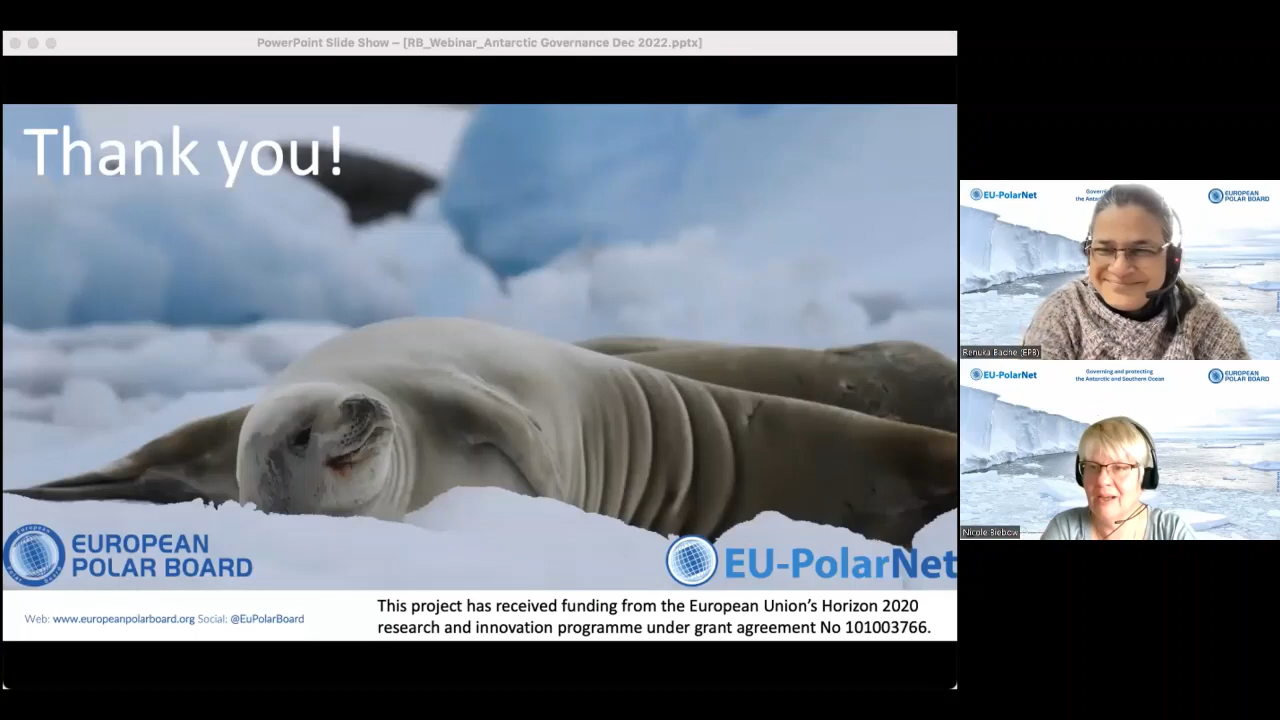 PowerPoint Slide Show – [RB_Webinar_Antarctic Governance Dec 2022.pptx]
Thank you!
EUROPEAN
POLAR BOARD
EU-PolarNet
Web: www.europeanpolarboard.org Social: @EuPolarBoard
This project has received funding from the European Union's Horizon 2020
research and innovation programme under grant agreement No 101003766.
EU-PolarNet
Governi
the Antar
EUROPEAN
POLAR BOARD
Renuka Badhe (EPB)
EU-PolarNet
Governing and protecting
the Antarctic and Southern Ocean
EUROPEAN
POLAR BOARD
Nicole Biebow